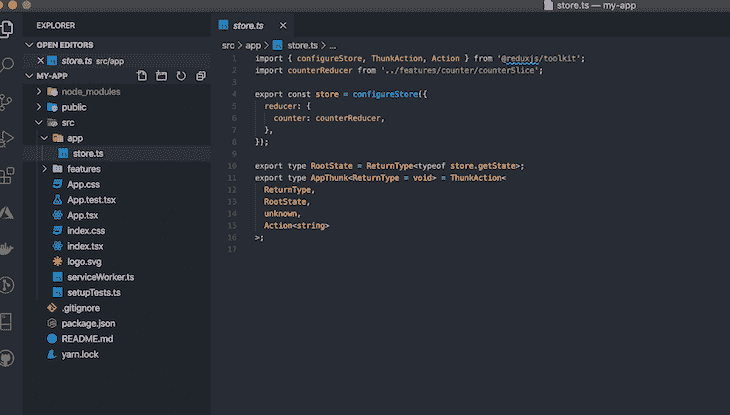 store.ts — my-app
EXPLORER
OPEN EDITORS
store.ts src/app
MY-APP
node_modules
public
src
app
store.ts
features
App.css
App.test.tsx
App.tsx
index.css
index.tsx
logo.svg
serviceWorker.ts
setupTests.ts
.gitignore
package.json
README.md
yarn.lock
store.ts
src > app > store.ts > ...
1 import { configureStore, ThunkAction, Action } from '@reduxjs/toolkit';
2 import counterReducer from '../features/counter/counterSlice';
3
4 export const store = configureStore({
5 reducer: {
6 counter: counterReducer,
7 },
8 });
9
10 export type RootState = ReturnType<typeof store.getState>;
11 export type AppThunk<ReturnType = void> = ThunkAction<
12 ReturnType,
13 RootState,
14 unknown,
15 Action<string>
16 >;
17